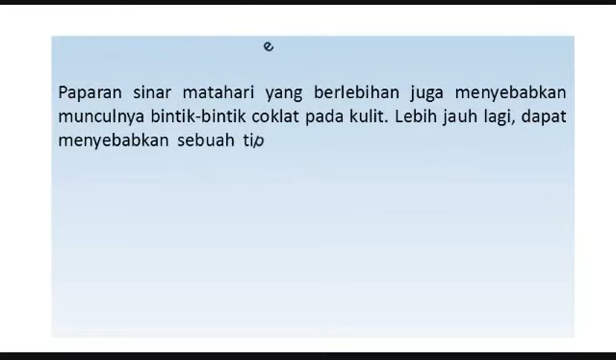 e
Paparan sinar matahari yang berlebihan juga menyebabkan
munculnya bintik-bintik coklat pada kulit. Lebih jauh lagi, dapat
menyebabkan sebuah tip